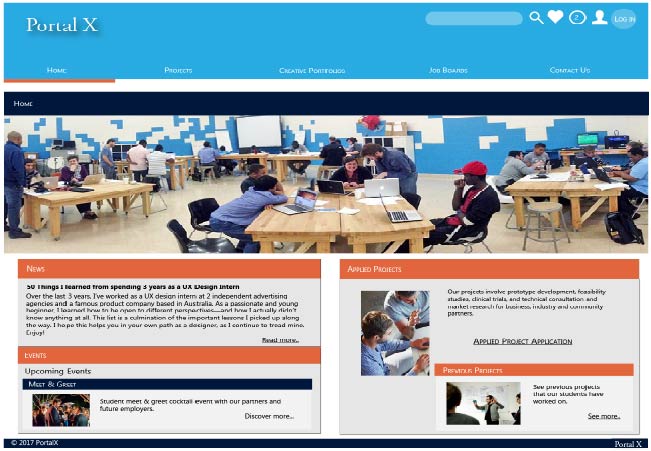 Portal X
2
LOG IN
HOME
PROJECTS
CREATIVE PORTFOLIOS
JOB BOARDS
CONTACT US
HOME
NEWS
50 Things I learned from spending 3 years as a UX Design Intern
Over the last 3 years, I've worked as a UX design intern at 2 independent advertising
agencies and a famous product company based in Australia. As a passionate and young
beginner, I learned how to be open to different perspectives—and how I actually didn't
know anything at all. This list is a culmination of the important lessons I picked up along
the way. I hope this helps you in your own path as a designer, as I continue to tread mine.
Enjoy!
Read more..
EVENTS
Upcoming Events
MEET & GREET
Student meet & greet cocktail event with our partners and
future employers.
Discover more...
APPLIED PROJECTS
Our projects involve prototype development, feasibility
studies, clinical trials, and technical consultation and
market research for business, industry and community
partners.
APPLIED PROJECT APPLICATION
PREVIOUS PROJECTS
See previous projects
that our students have
worked on.
See more..
© 2017 PortalX
Portal X